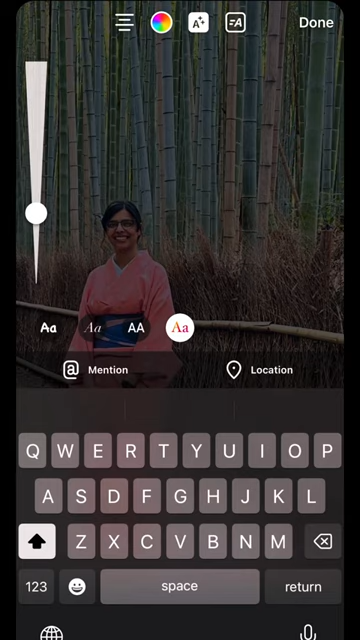 A Done
Aa Aa AA Aa
@ Mention Location
Q W E R T Y U I O P
A S D F G H J K L
Z X C V B N M
123 space return